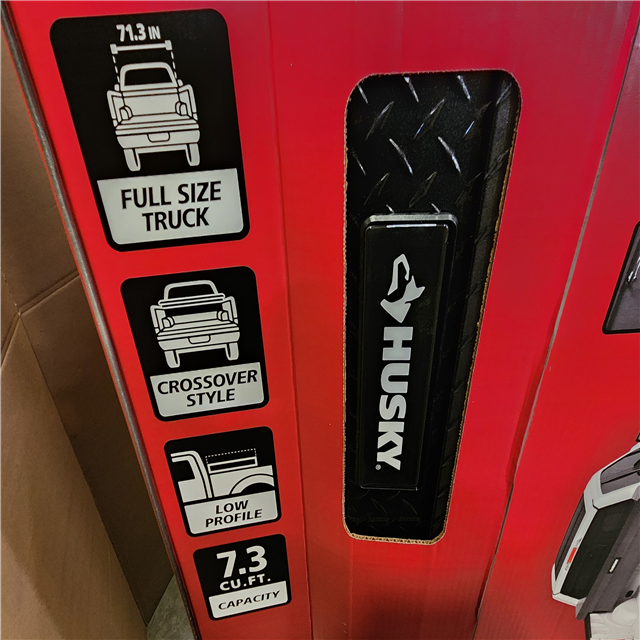 71.3 IN
FULL SIZE
TRUCK
CROSSOVER
STYLE
LOW
PROFILE
7.3
CU.FT.
CAPACITY
HUSKY®